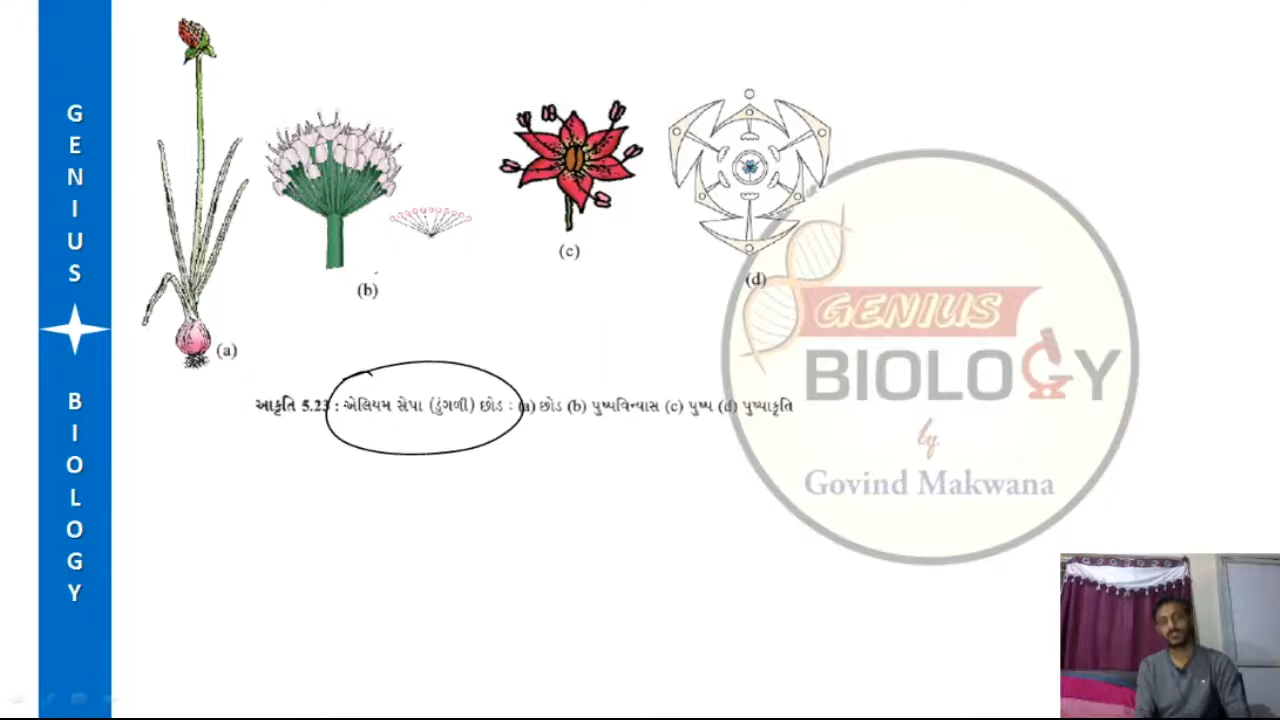 GENIUS
BIOLOGY
(a)
(b)
(c)
(d)
આકૃતિ 5.23 : એલિયમ સેપા (ડુંગળી) છોડ : (a) છોડ (b) પુષ્પવિન્યાસ (c) પુષ્પ (d) પુષ્પાકૃતિ
GENIUS
BIOLOGY
by
Govind Makwana